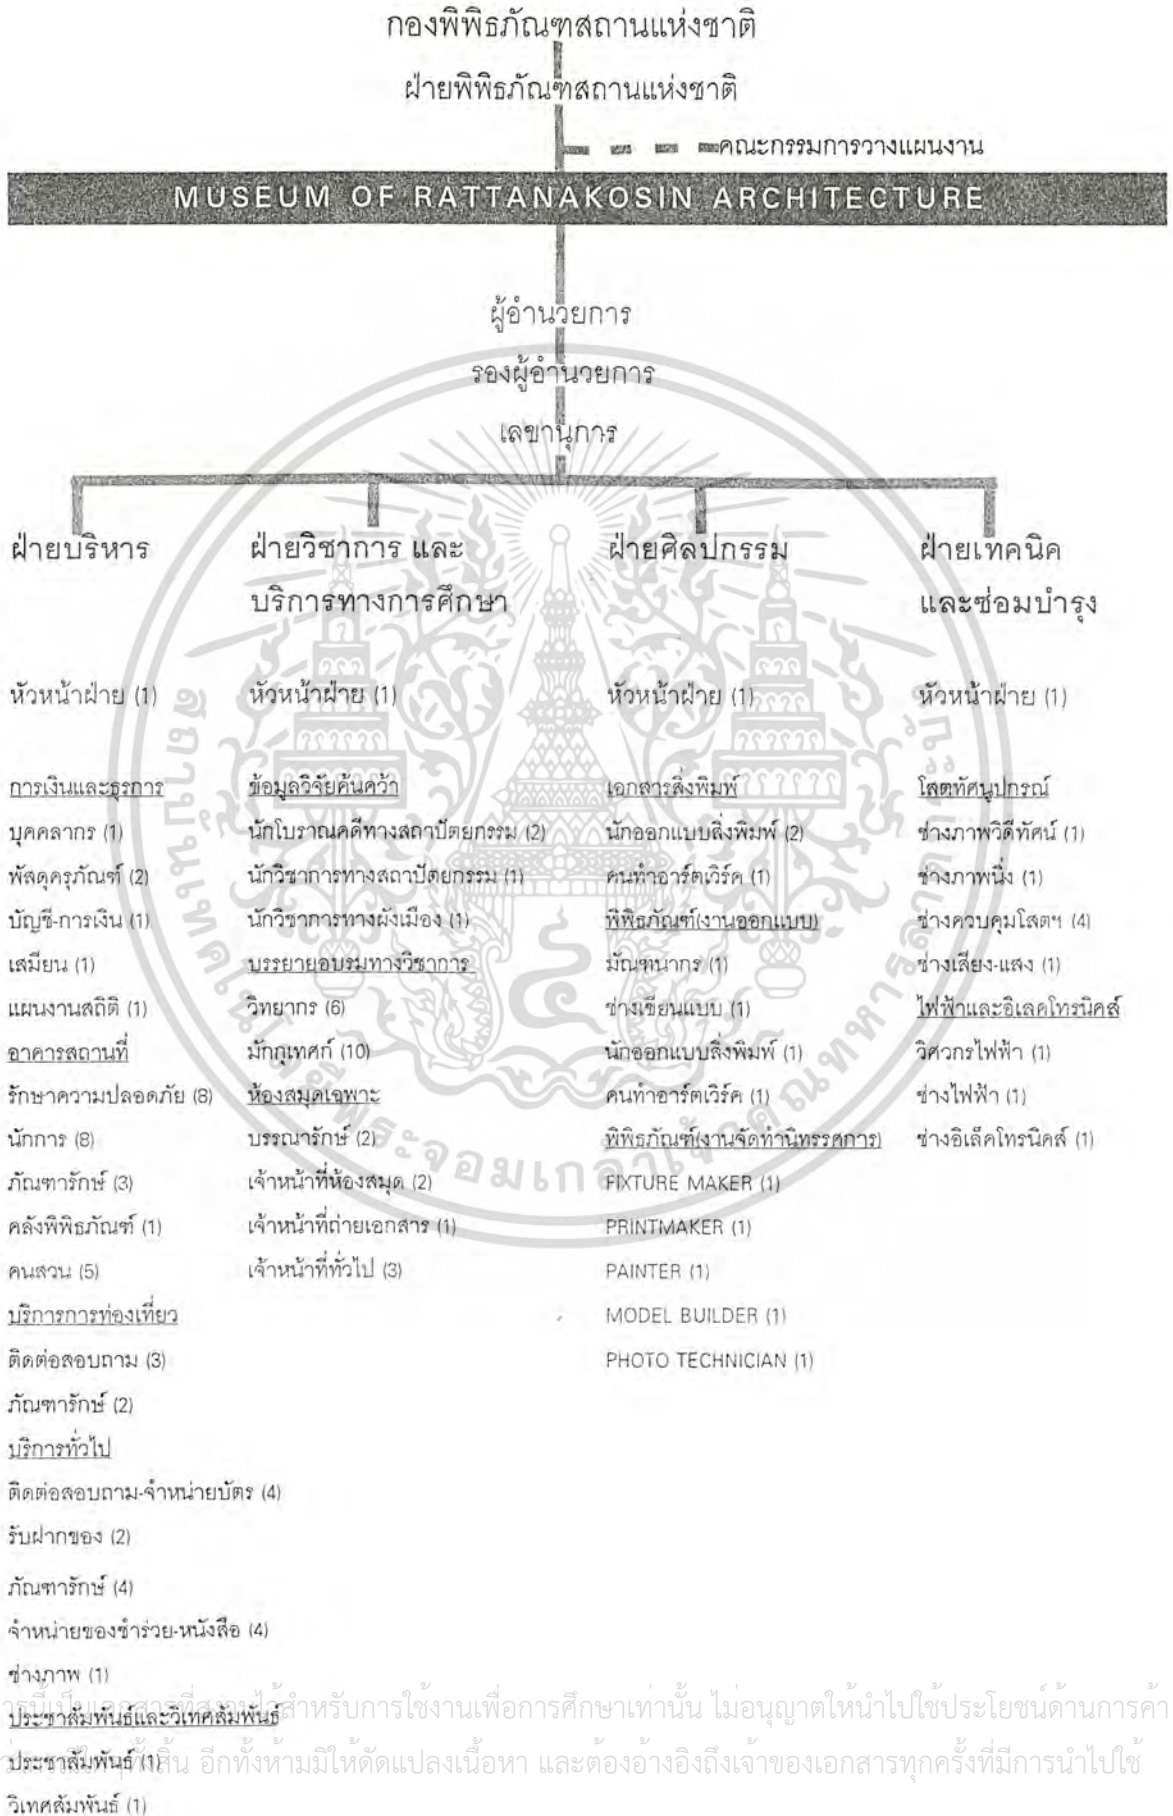 กองพิพิธภัณฑสถานแห่งชาติ
ฝ่ายพิพิธภัณฑสถานแห่งชาติ
คณะกรรมการวางแผนงาน
MUSEUM OF RATTANAKOSIN ARCHITECTURE
ผู้อำนวยการ
รองผู้อำนวยการ
เลขานุการ
ฝ่ายบริหาร
หัวหน้าฝ่าย (1)
การเงินและธุรการ
บุคคลากร (1)
พัสดุครุภัณฑ์ (2)
บัญชี-การเงิน (1)
เสมียน (1)
แผนงานสถิติ (1)
อาคารสถานที่
รักษาความปลอดภัย (8)
นักการ (8)
ภัณฑารักษ์ (3)
คลังพิพิธภัณฑ์ (1)
คนสวน (5)
บริการการท่องเที่ยว
ติดต่อสอบถาม (3)
ภัณฑารักษ์ (2)
บริการทั่วไป
ติดต่อสอบถาม-จำหน่ายบัตร (4)
รับฝากของ (2)
ภัณฑารักษ์ (4)
จำหน่ายของชำร่วย-หนังสือ (4)
ช่างภาพ (1)
ประชาสัมพันธ์และวิเทศสัมพันธ์
ประชาสัมพันธ์ (1)
วิเทศสัมพันธ์ (1)
ฝ่ายวิชาการ และ
บริการทางการศึกษา
หัวหน้าฝ่าย (1)
ข้อมูลวิจัยค้นคว้า
นักโบราณคดีทางสถาปัตยกรรม (2)
นักวิชาการทางสถาปัตยกรรม (1)
นักวิชาการทางผังเมือง (1)
บรรยายอบรมทางวิชาการ
วิทยากร (6)
มักกุเทศก์ (10)
ห้องสมุดเฉพาะ
บรรณารักษ์ (2)
เจ้าหน้าที่ห้องสมุด (2)
เจ้าหน้าที่ถ่ายเอกสาร (1)
เจ้าหน้าที่ทั่วไป (3)
ฝ่ายศิลปกรรม
หัวหน้าฝ่าย (1)
เอกสารสิ่งพิมพ์
นักออกแบบสิ่งพิมพ์ (2)
คนทำอาร์ตเวิร์ค (1)
พิพิธภัณฑ์(งานออกแบบ)
มัณฑนากร (1)
ช่างเขียนแบบ (1)
นักออกแบบสิ่งพิมพ์ (1)
คนทำอาร์ตเวิร์ค (1)
พิพิธภัณฑ์(งานจัดทำนิทรรศการ)
FIXTURE MAKER (1)
PRINTMAKER (1)
PAINTER (1)
MODEL BUILDER (1)
PHOTO TECHNICIAN (1)
ฝ่ายเทคนิค
และซ่อมบำรุง
หัวหน้าฝ่าย (1)
โสตทัศนูปกรณ์
ช่างภาพวิดีทัศน์ (1)
ช่างภาพนิ่ง (1)
ช่างควบคุมโสตฯ (4)
ช่างเสียง-แสง (1)
ไฟฟ้าและอิเลคโทรนิคส์
วิศวกรไฟฟ้า (1)
ช่างไฟฟ้า (1)
ช่างอิเล็คโทรนิคส์ (1)
สถาบันเทคโนโลยีพระจอมเกล้าเจ้าคุณทหารลาดกระบัง
สำหรับการใช้งานเพื่อการศึกษาเท่านั้น ไม่อนุญาตให้นำไปใช้ประโยชน์ด้านการค้า
อีกทั้งห้ามมิให้ดัดแปลงเนื้อหา และต้องอ้างอิงถึงเจ้าของเอกสารทุกครั้งที่มีการนำไปใช้